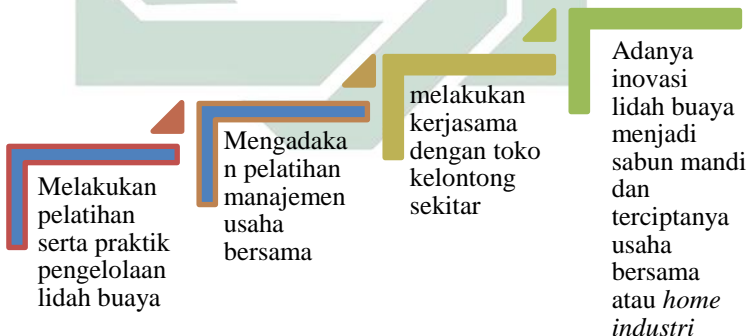 Melakukan
pelatihan
serta praktik
pengelolaan
lidah buaya
Mengadaka
n pelatihan
manajemen
usaha
bersama
melakukan
kerjasama
dengan toko
kelontong
sekitar
Adanya
inovasi
lidah buaya
menjadi
sabun mandi
dan
terciptanya
usaha
bersama
atau home
industri